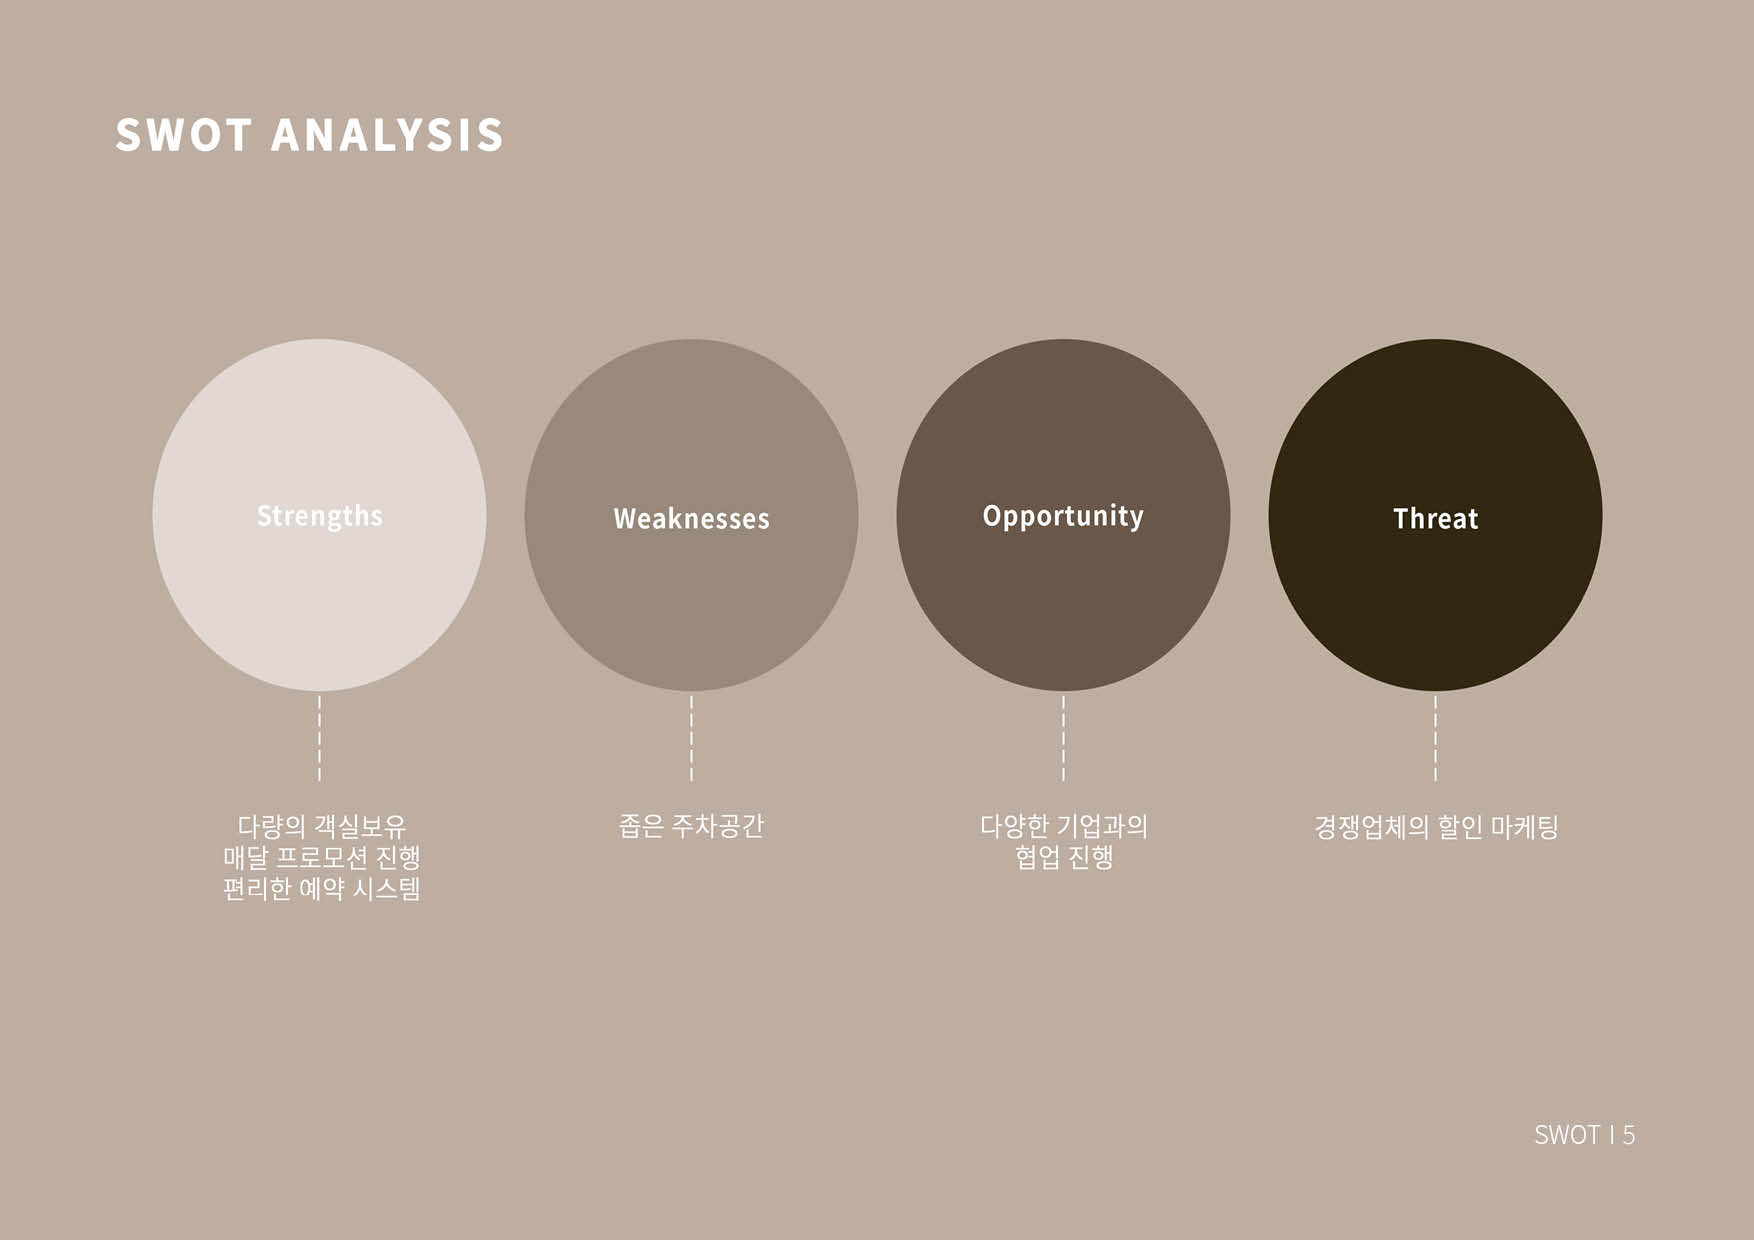 SWOT ANALYSIS
Strengths
Weaknesses
Opportunity
Threat
다량의 객실보유
매달 프로모션 진행
편리한 예약 시스템
좁은 주차공간
다양한 기업과의
협업 진행
경쟁업체의 할인 마케팅
SWOT I 5